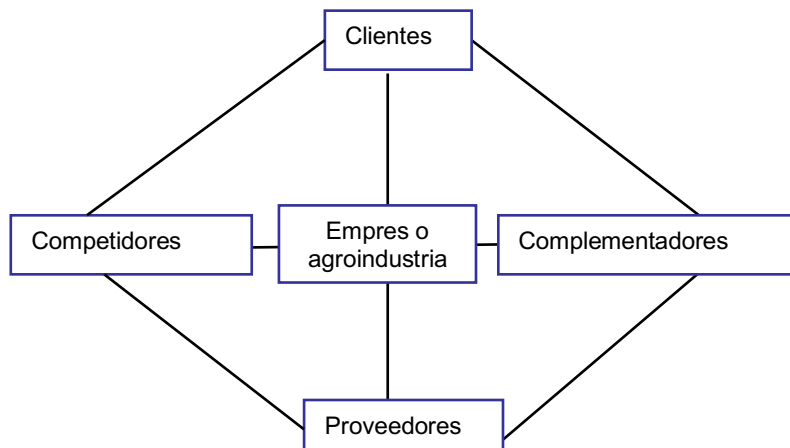 Clientes
Competidores
Empres o
agroindustria
Complementadores
Proveedores